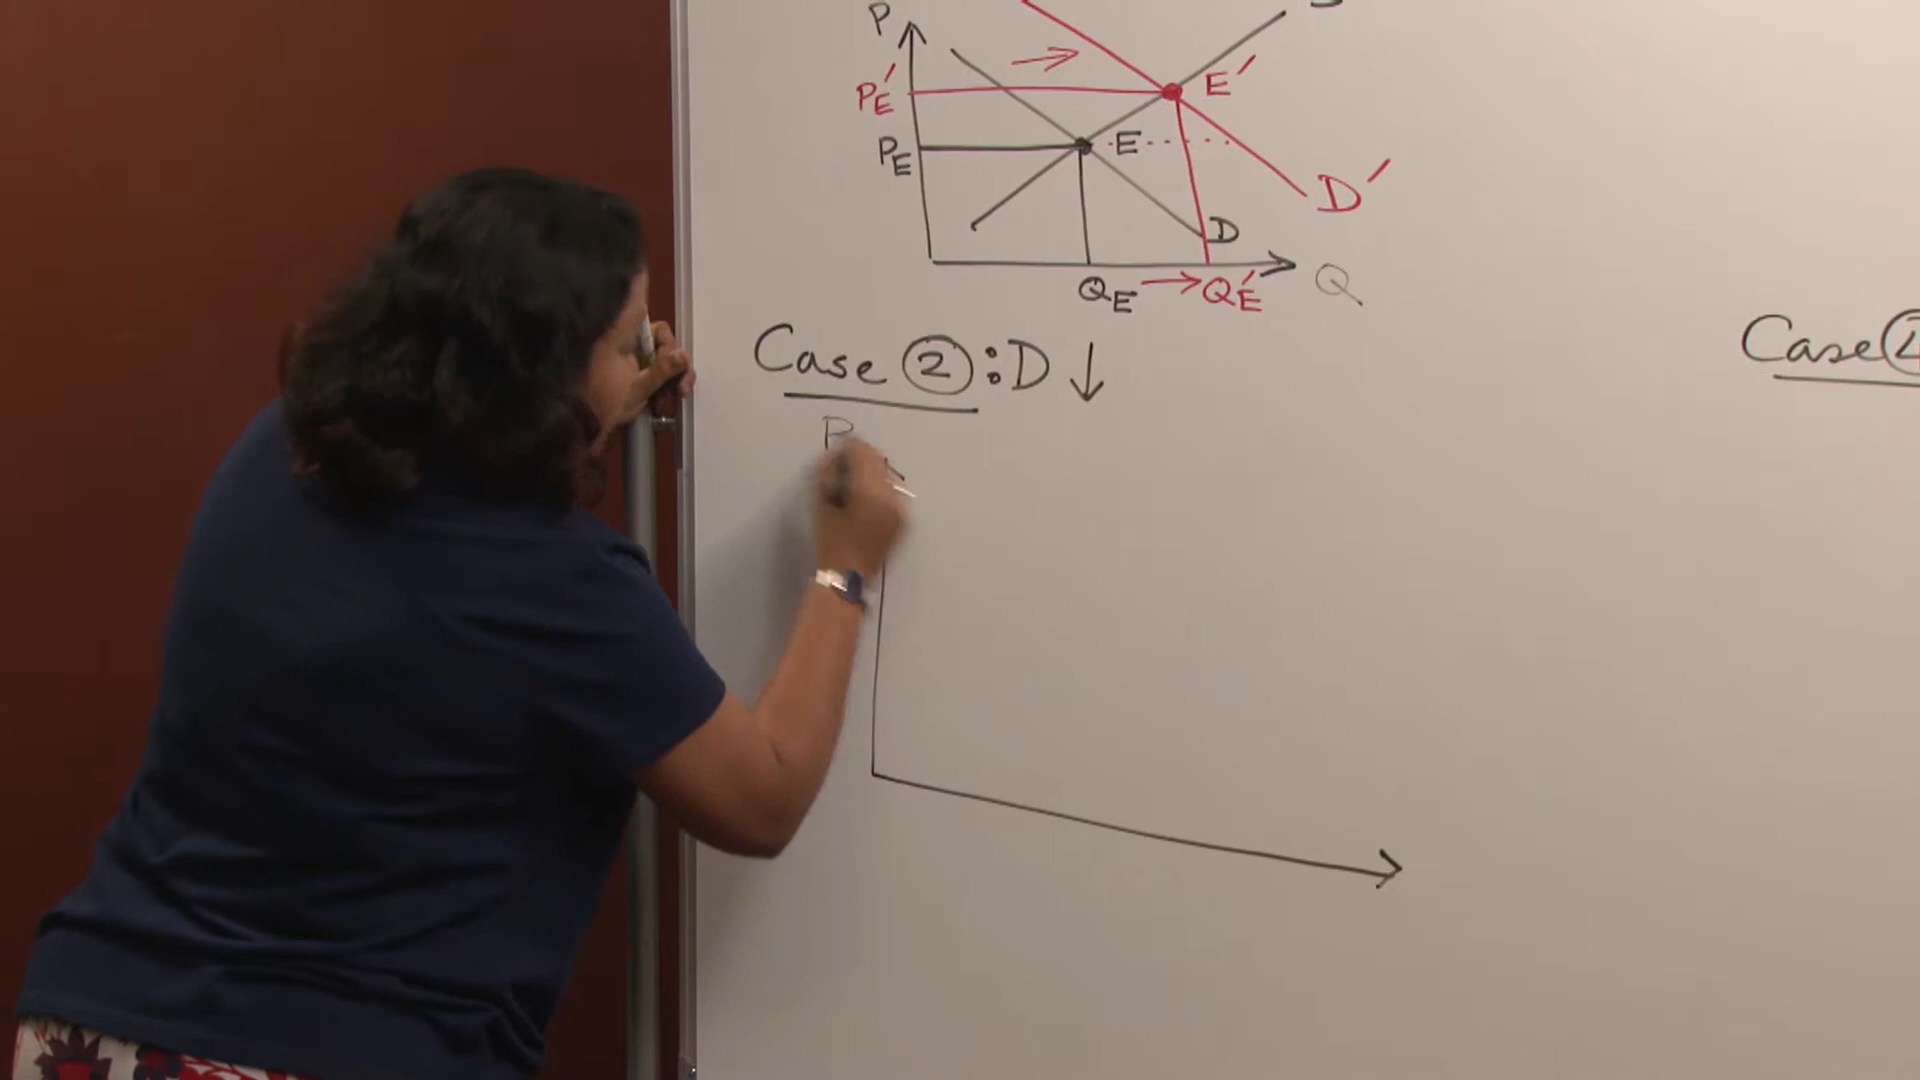 P
P'E
E'
PE
E
D'
D
Q
QE → Q'E
Case ② : D ↓
P
Case